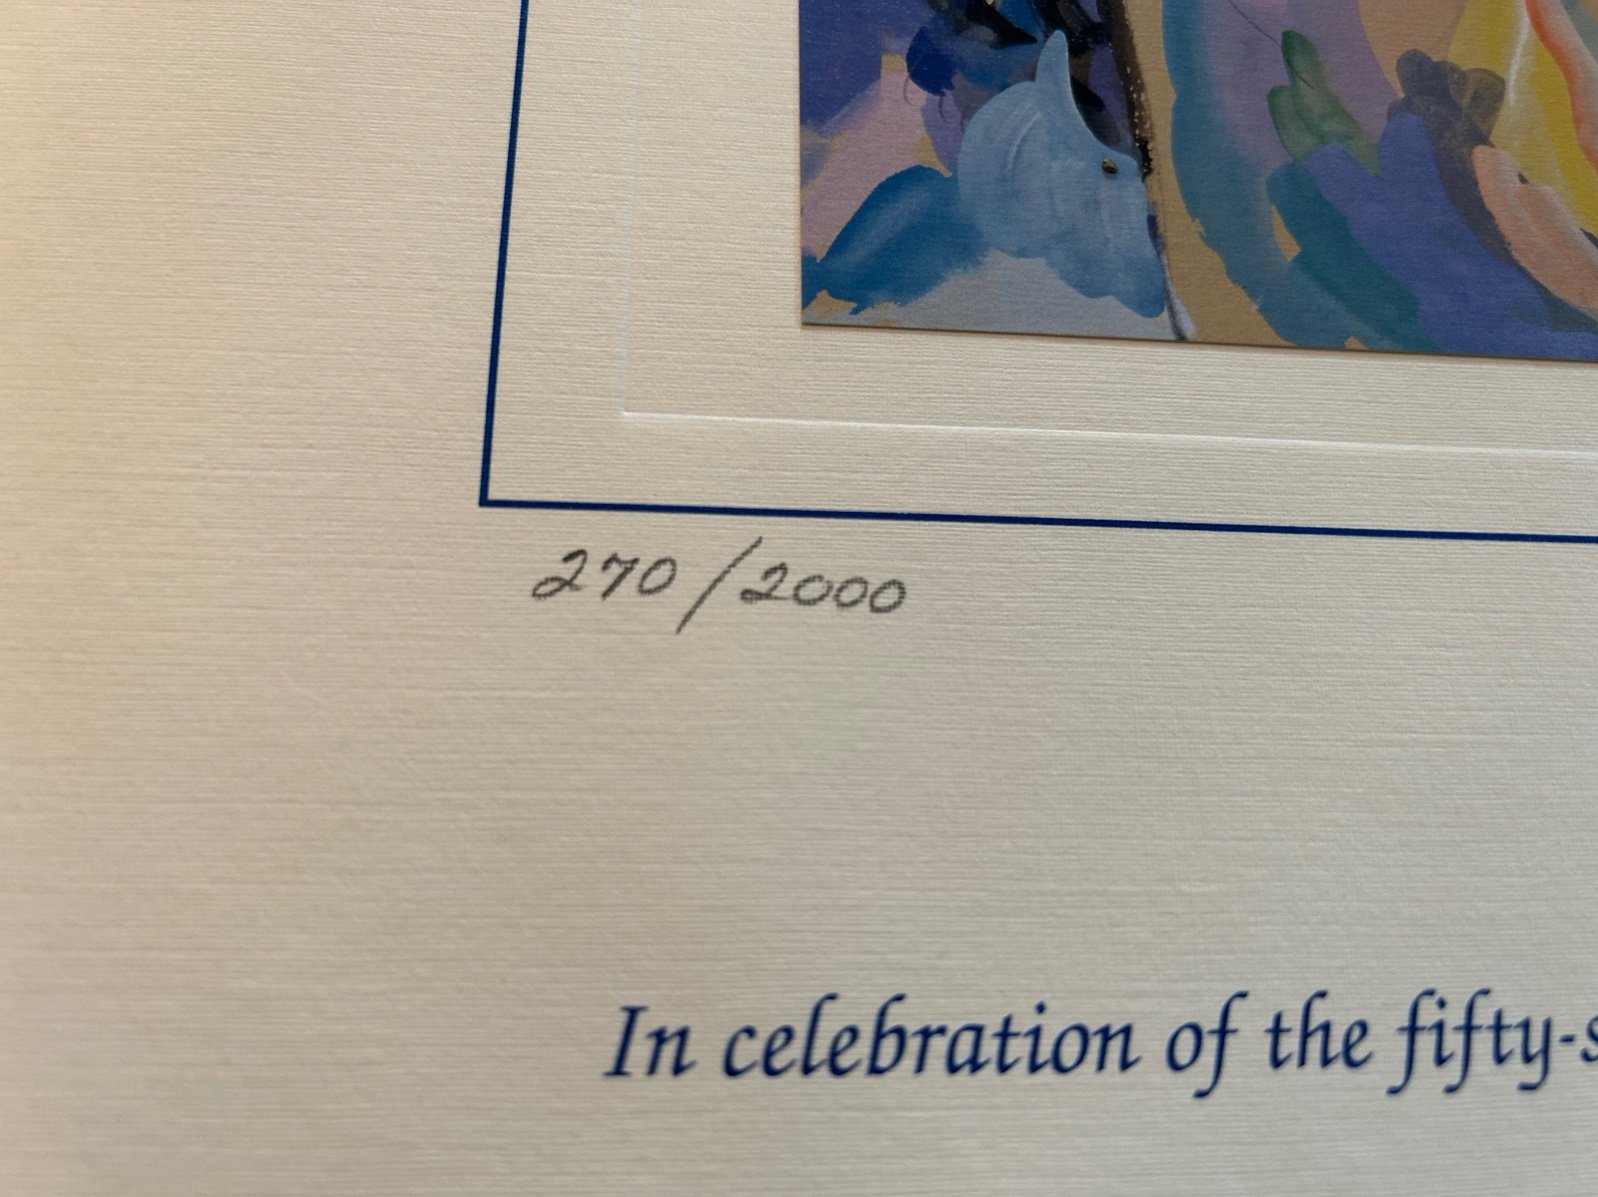 270/2000
In celebration of the fifty-s